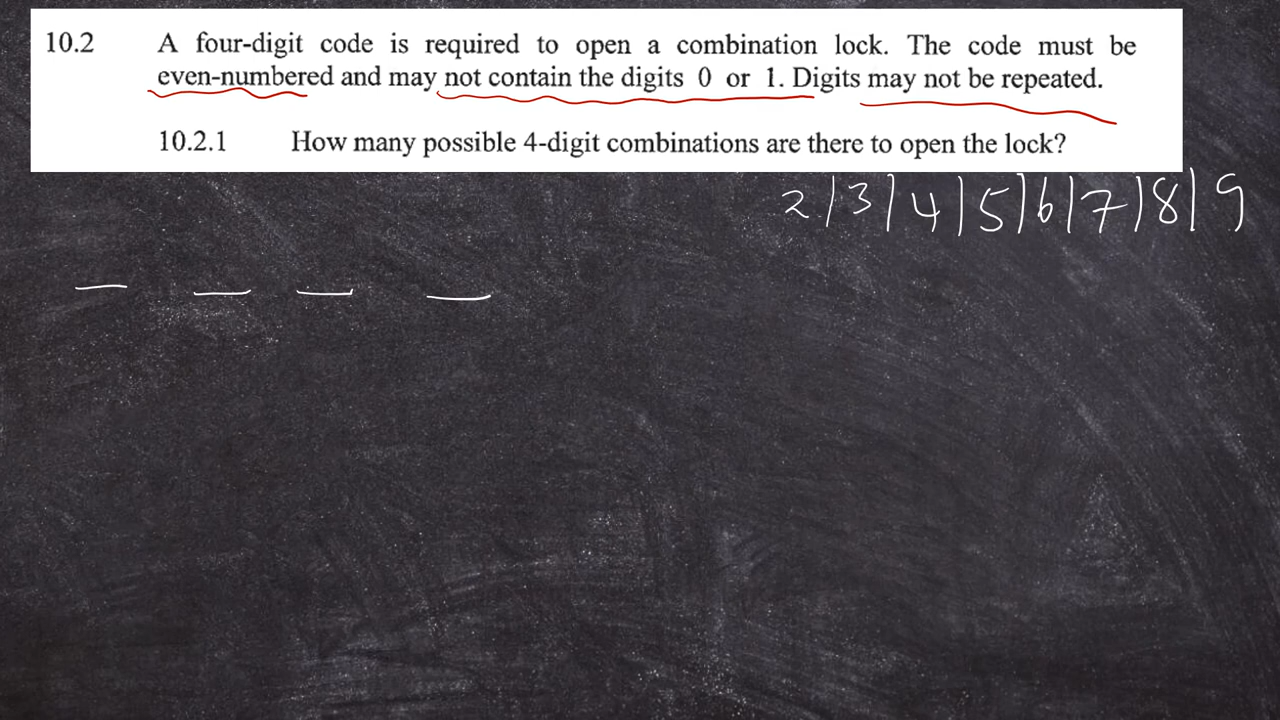 10.2 A four-digit code is required to open a combination lock. The code must be
even-numbered and may not contain the digits 0 or 1. Digits may not be repeated.
10.2.1 How many possible 4-digit combinations are there to open the lock?
2 | 3 | 4 | 5 | 6 | 7 | 8 | 9